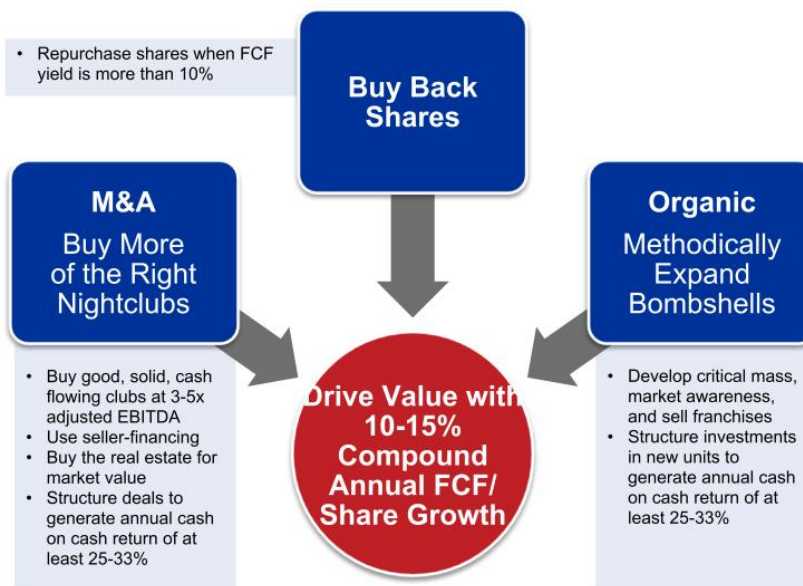 • Repurchase shares when FCF
yield is more than 10%
Buy Back
Shares
M&A
Buy More
of the Right
Nightclubs
• Buy good, solid, cash
flowing clubs at 3-5x
adjusted EBITDA
• Use seller-financing
• Buy the real estate for
market value
• Structure deals to
generate annual cash
on cash return of at
least 25-33%
Drive Value with
10-15%
Compound
Annual FCF/
Share Growth
Organic
Methodically
Expand
Bombshells
• Develop critical mass,
market awareness,
and sell franchises
• Structure investments
in new units to
generate annual cash
on cash return of at
least 25-33%